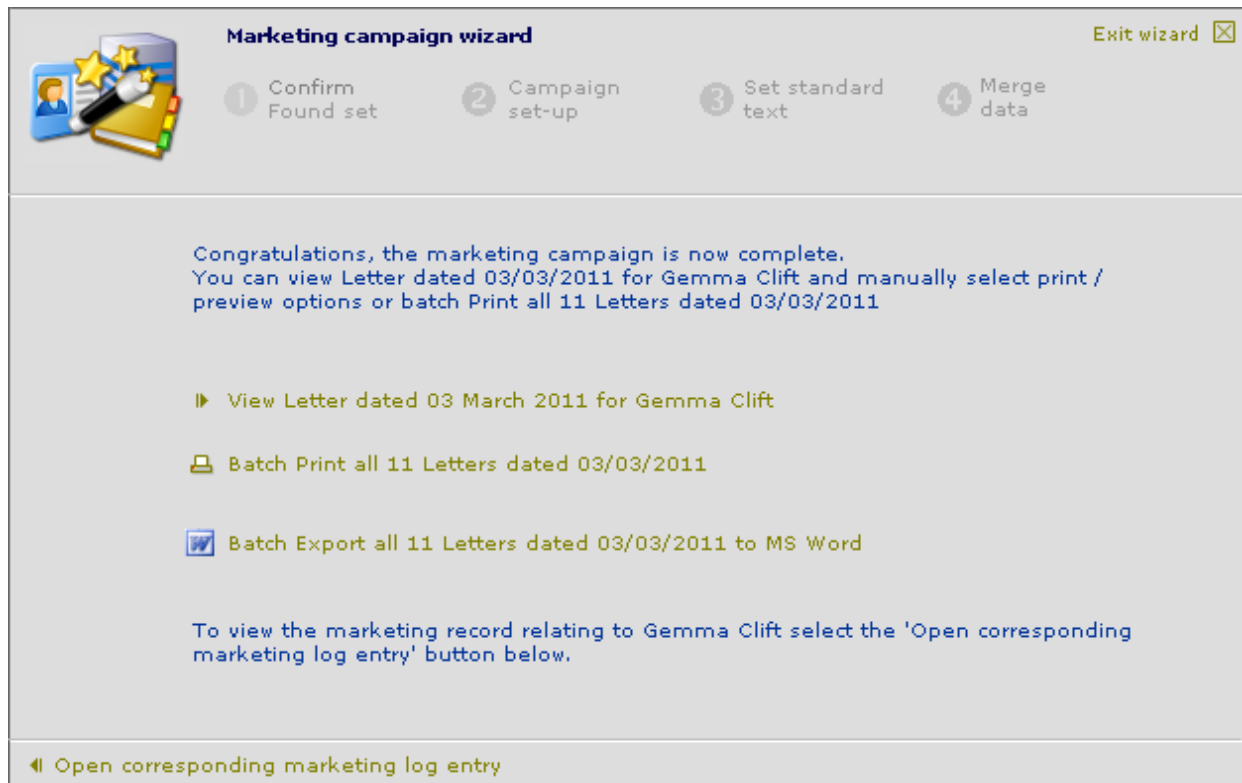 Marketing campaign wizard
Exit wizard
1 Confirm
Found set
2 Campaign
set-up
3 Set standard
text
4 Merge
data
Congratulations, the marketing campaign is now complete.
You can view Letter dated 03/03/2011 for Gemma Clift and manually select print /
preview options or batch Print all 11 Letters dated 03/03/2011
View Letter dated 03 March 2011 for Gemma Clift
Batch Print all 11 Letters dated 03/03/2011
W Batch Export all 11 Letters dated 03/03/2011 to MS Word
To view the marketing record relating to Gemma Clift select the 'Open corresponding
marketing log entry' button below.
Open corresponding marketing log entry